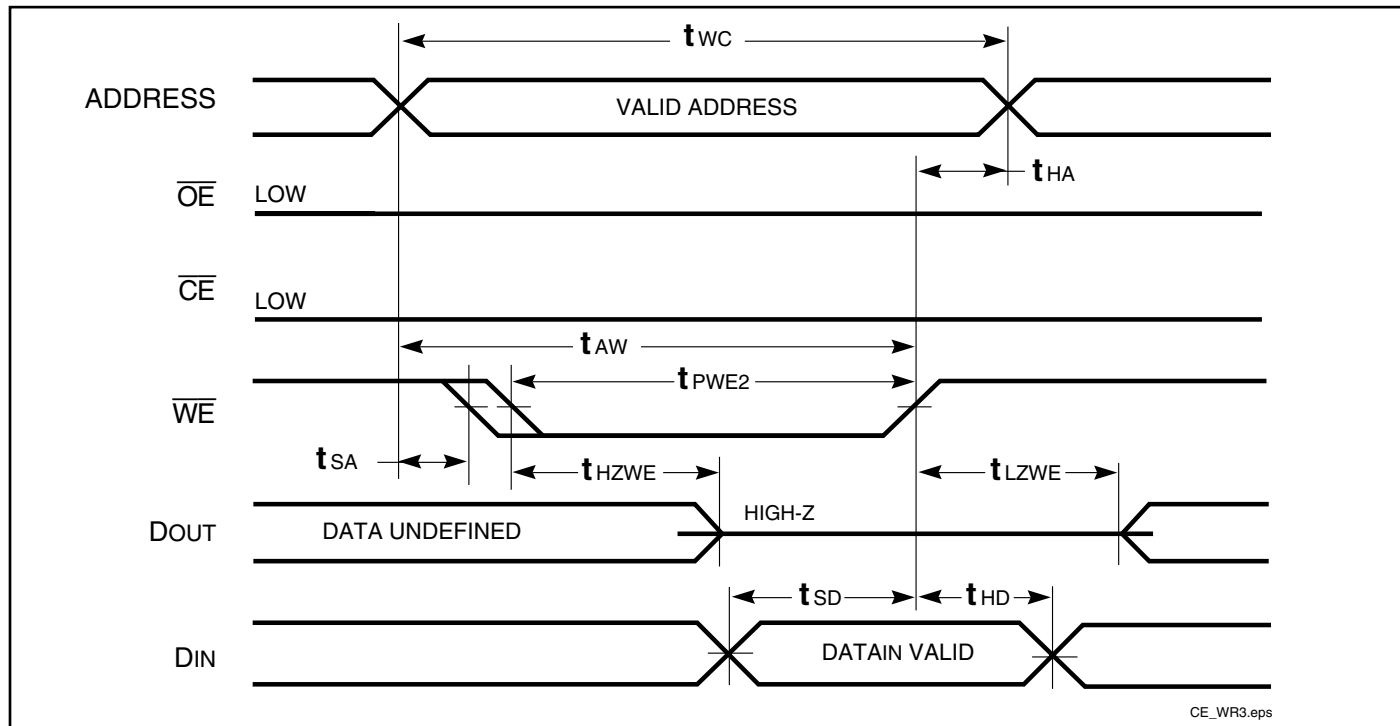 tWC
ADDRESS
VALID ADDRESS
tHA
OE
LOW
CE
LOW
tAW
tPWE2
WE
tSA
tHZWE
tLZWE
DOUT
DATA UNDEFINED
HIGH-Z
tSD
tHD
DIN
DATAIN VALID
CE_WR3.eps